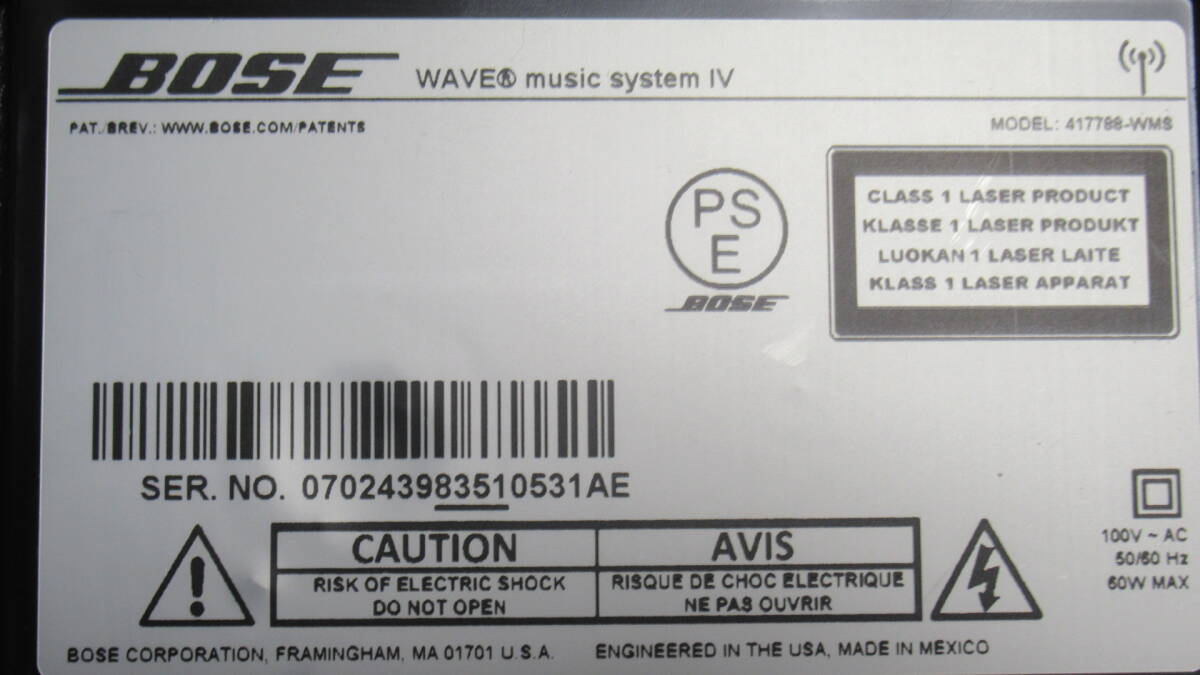 BOSE WAVE® music system IV
PAT./BREV.: WWW.BOSE.COM/PATENTS
MODEL: 417788-WMS
PS
E
BOSE
CLASS 1 LASER PRODUCT
KLASSE 1 LASER PRODUKT
LUOKAN 1 LASER LAITE
KLASS 1 LASER APPARAT
SER. NO. 070243983510531AE
CAUTION
RISK OF ELECTRIC SHOCK
DO NOT OPEN
AVIS
RISQUE DE CHOC ELECTRIQUE
NE PAS OUVRIR
100V ~ AC
50/60 Hz
60W MAX
BOSE CORPORATION, FRAMINGHAM, MA 01701 U.S.A.
ENGINEERED IN THE USA, MADE IN MEXICO